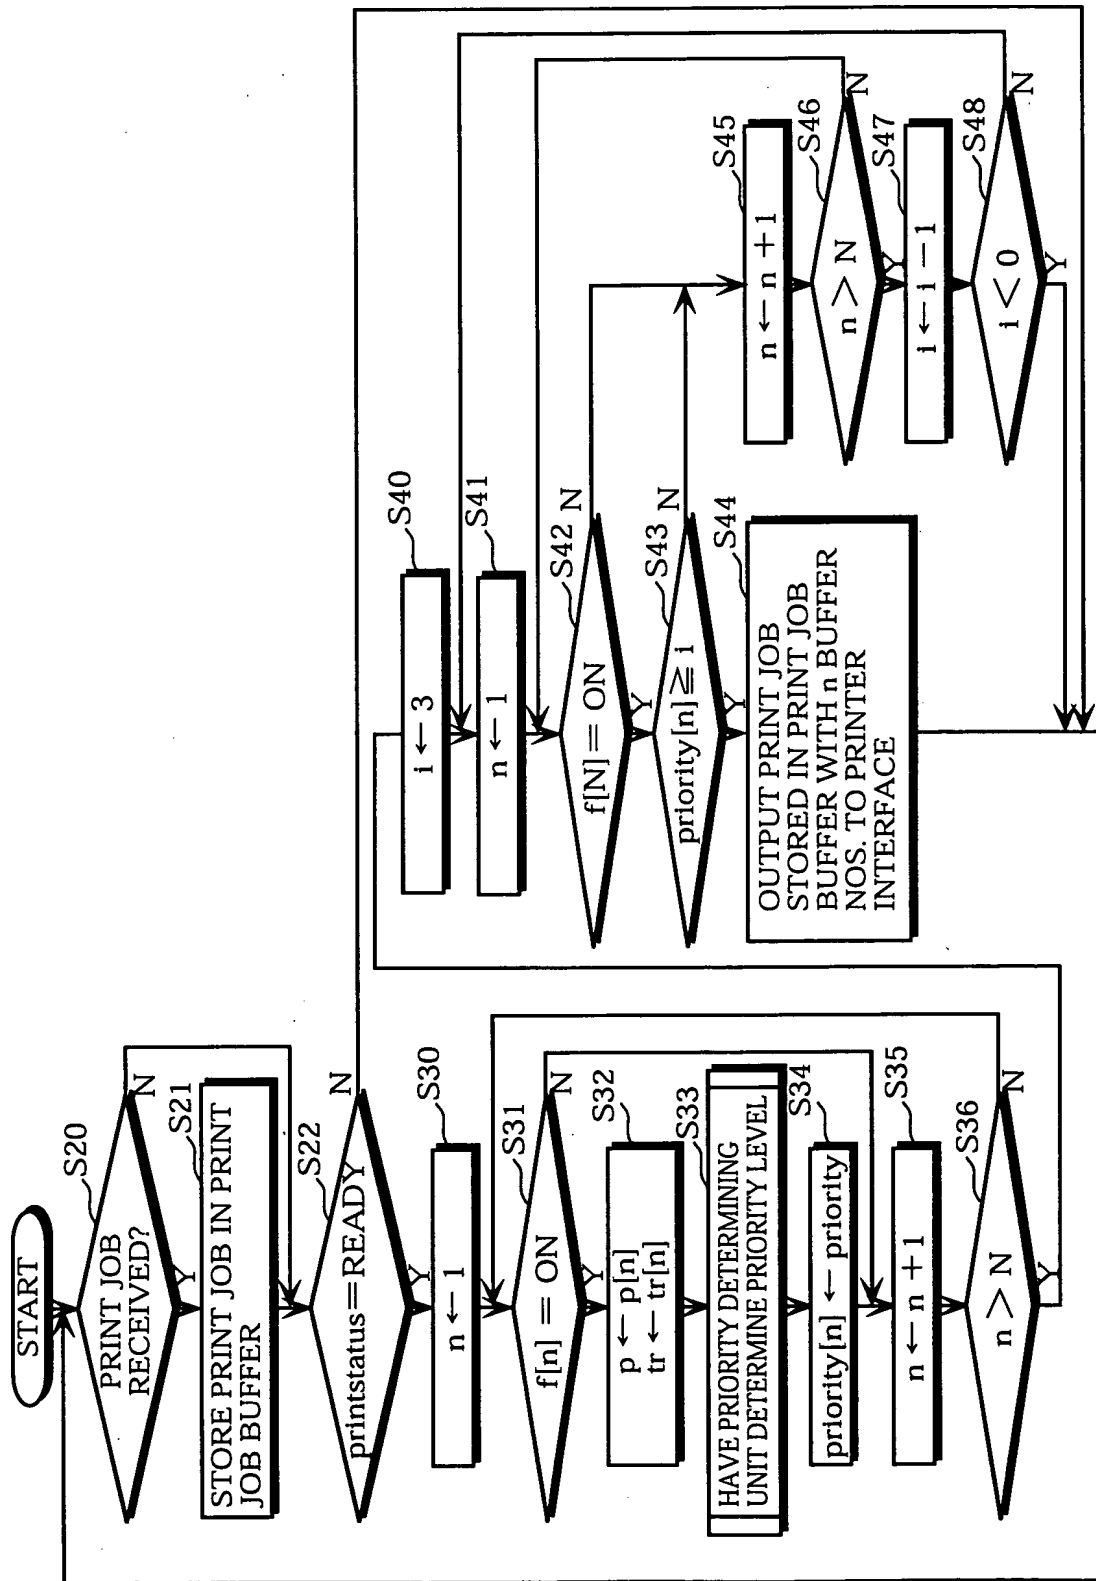 START
S20
PRINT JOB
RECEIVED?
N
Y
S21
STORE PRINT JOB IN PRINT
JOB BUFFER
S22
printstatus=READY
N
Y
S30
n ← 1
S31
f[n] = ON
N
Y
S32
p ← p[n]
tr ← tr[n]
S33
HAVE PRIORITY DETERMINING
UNIT DETERMINE PRIORITY LEVEL
S34
priority[n] ← priority
S35
n ← n +1
S36
n > N
N
Y
S40
i ← 3
S41
n ← 1
S42
f[N] = ON
N
Y
S43
priority[n] ≧ i
N
Y
S44
OUTPUT PRINT JOB
STORED IN PRINT JOB
BUFFER WITH n BUFFER
NOS. TO PRINTER
INTERFACE
S45
n ← n +1
S46
n > N
N
Y
S47
i ← i −1
S48
i < 0
N
Y